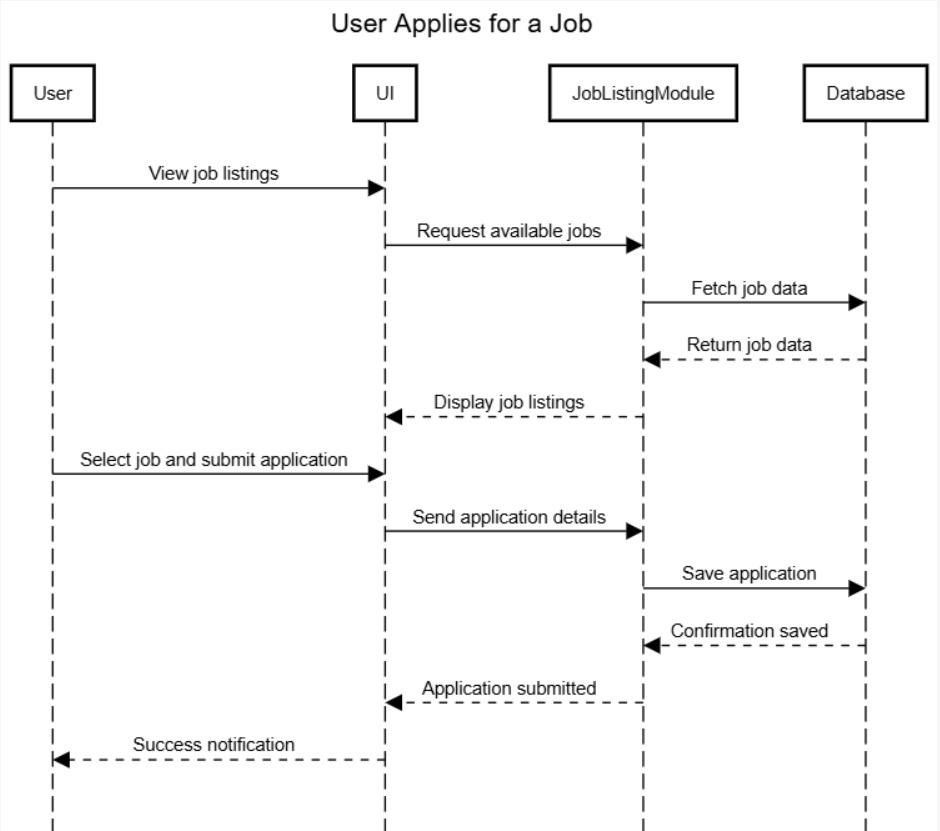 User Applies for a Job
User
UI
JobListingModule
Database
View job listings
Request available jobs
Fetch job data
Return job data
Display job listings
Select job and submit application
Send application details
Save application
Confirmation saved
Application submitted
Success notification